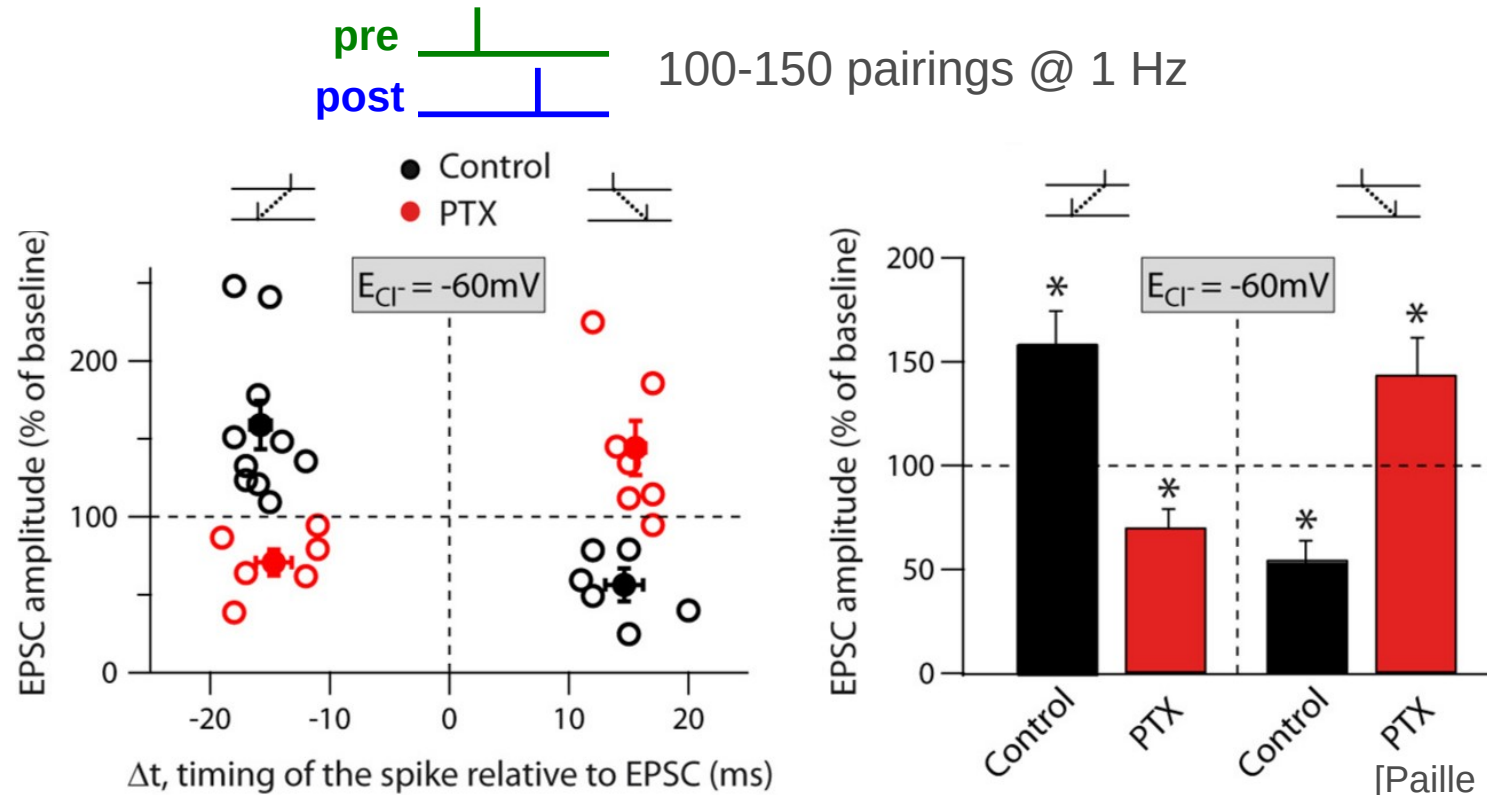 pre
post
100-150 pairings @ 1 Hz
Control
PTX
E_Cl⁻ = -60mV
EPSC amplitude (% of baseline)
200
100
0
-20 -10 0 10 20
Δt, timing of the spike relative to EPSC (ms)
E_Cl⁻ = -60mV
EPSC amplitude (% of baseline)
200
150
100
50
0
* * * *
Control PTX Control PTX
[Paille